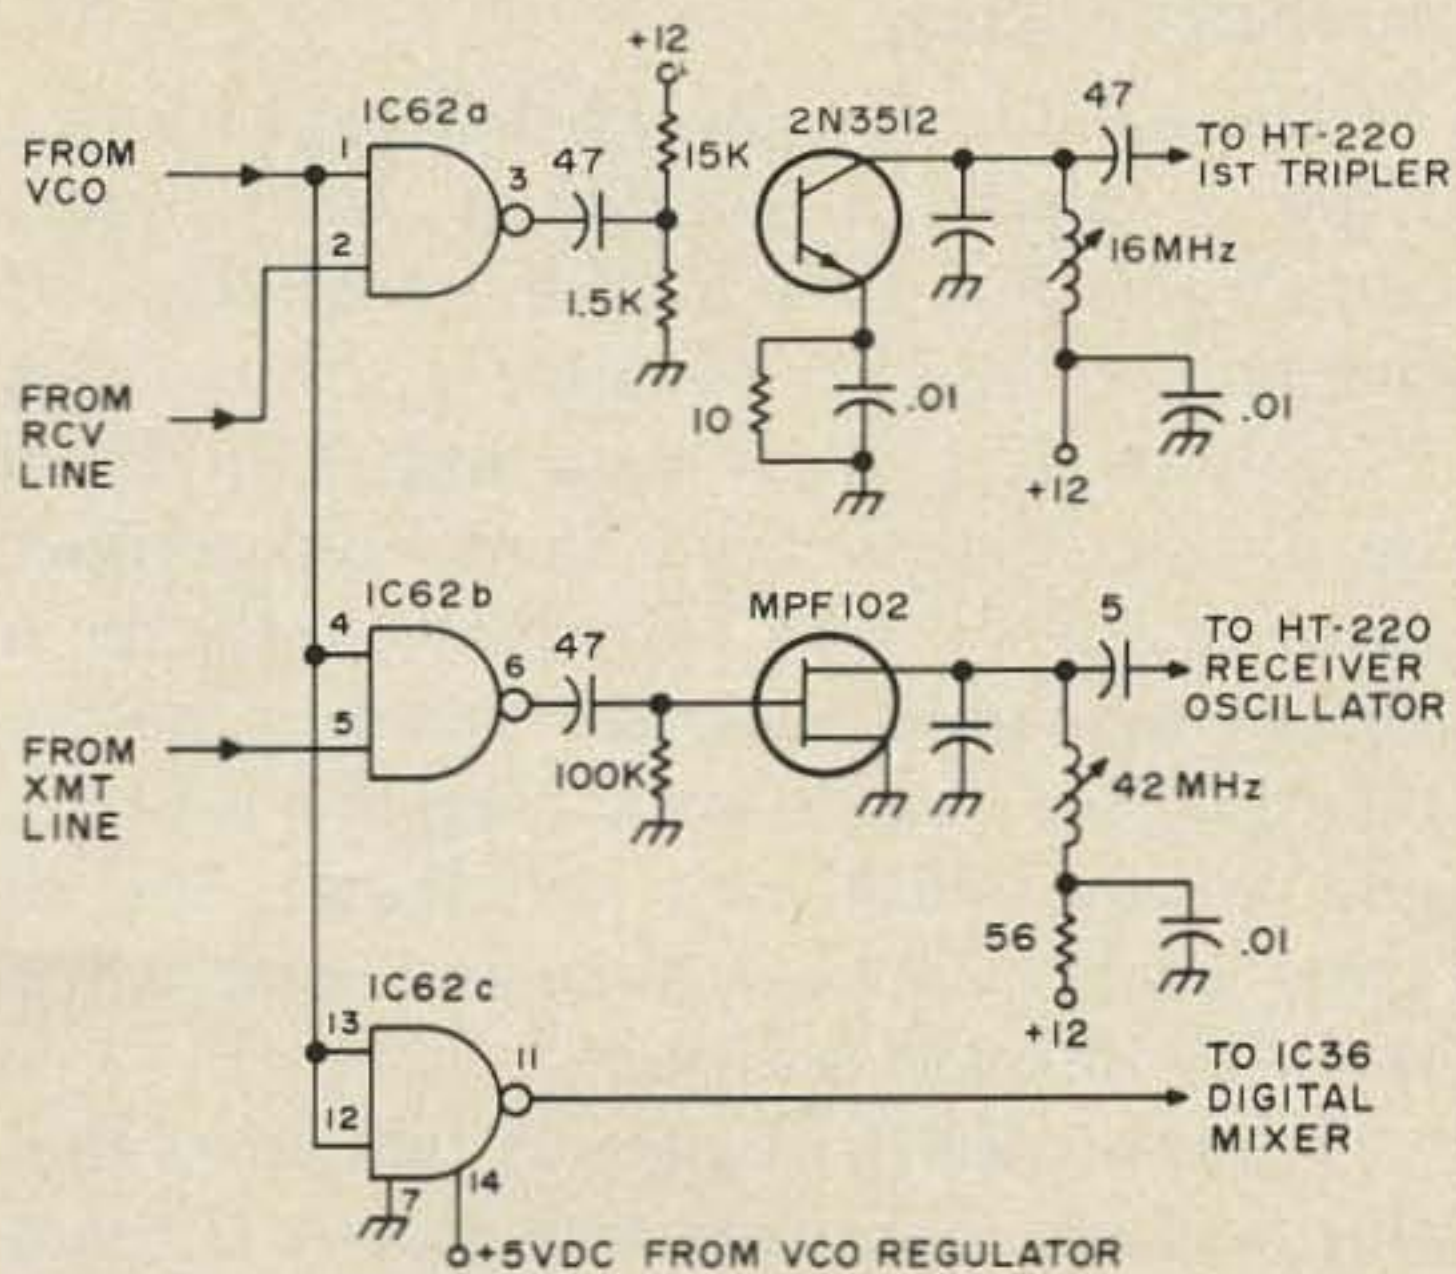 +12
IC62a
2N3512
47
TO HT-220
1ST TRIPLER
FROM
VCO
1
3
47
15K
2
16MHz
1.5K
FROM
RCV
LINE
10
.01
.01
+12
IC62b
MPF102
5
TO HT-220
RECEIVER
OSCILLATOR
4
6
47
5
FROM
XMT
LINE
100K
42MHz
56
.01
+12
IC62c
13
11
TO IC36
DIGITAL
MIXER
12
7
14
+5VDC FROM VCO REGULATOR